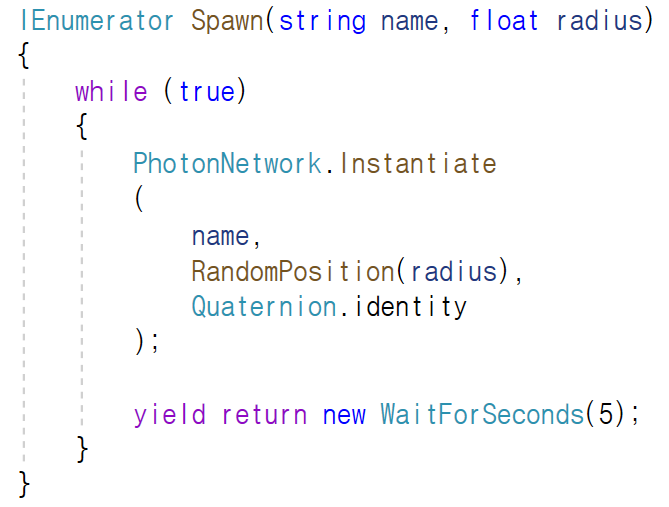 IEnumerator Spawn(string name, float radius)
{
    while (true)
    {
        PhotonNetwork.Instantiate
        (
            name,
            RandomPosition(radius),
            Quaternion.identity
        );

        yield return new WaitForSeconds(5);
    }
}